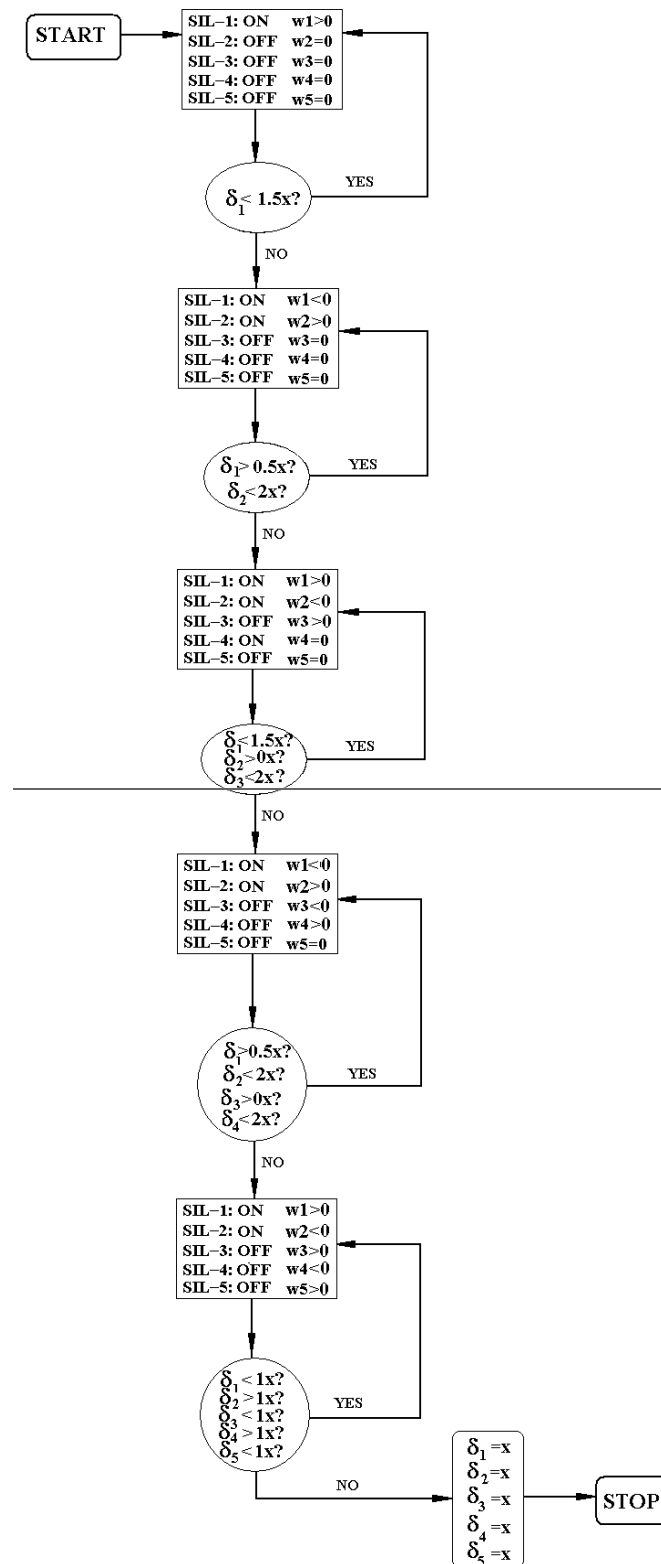 START
SIL-1: ON w1>0
SIL-2: OFF w2=0
SIL-3: OFF w3=0
SIL-4: OFF w4=0
SIL-5: OFF w5=0
δ1 < 1.5x?
YES
NO
SIL-1: ON w1<0
SIL-2: ON w2>0
SIL-3: OFF w3=0
SIL-4: OFF w4=0
SIL-5: OFF w5=0
δ1 > 0.5x?
δ2 < 2x?
YES
NO
SIL-1: ON w1>0
SIL-2: ON w2<0
SIL-3: OFF w3>0
SIL-4: ON w4=0
SIL-5: OFF w5=0
δ1 < 1.5x?
δ2 > 0x?
δ3 < 2x?
YES
NO
SIL-1: ON w1<0
SIL-2: ON w2>0
SIL-3: OFF w3<0
SIL-4: OFF w4>0
SIL-5: OFF w5=0
δ1 > 0.5x?
δ2 < 2x?
δ3 > 0x?
δ4 < 2x?
YES
NO
SIL-1: ON w1>0
SIL-2: ON w2<0
SIL-3: OFF w3>0
SIL-4: OFF w4<0
SIL-5: OFF w5>0
δ1 < 1x?
δ2 > 1x?
δ3 < 1x?
δ4 > 1x?
δ5 < 1x?
YES
NO
δ1 =x
δ2 =x
δ3 =x
δ4 =x
δ5 =x
STOP